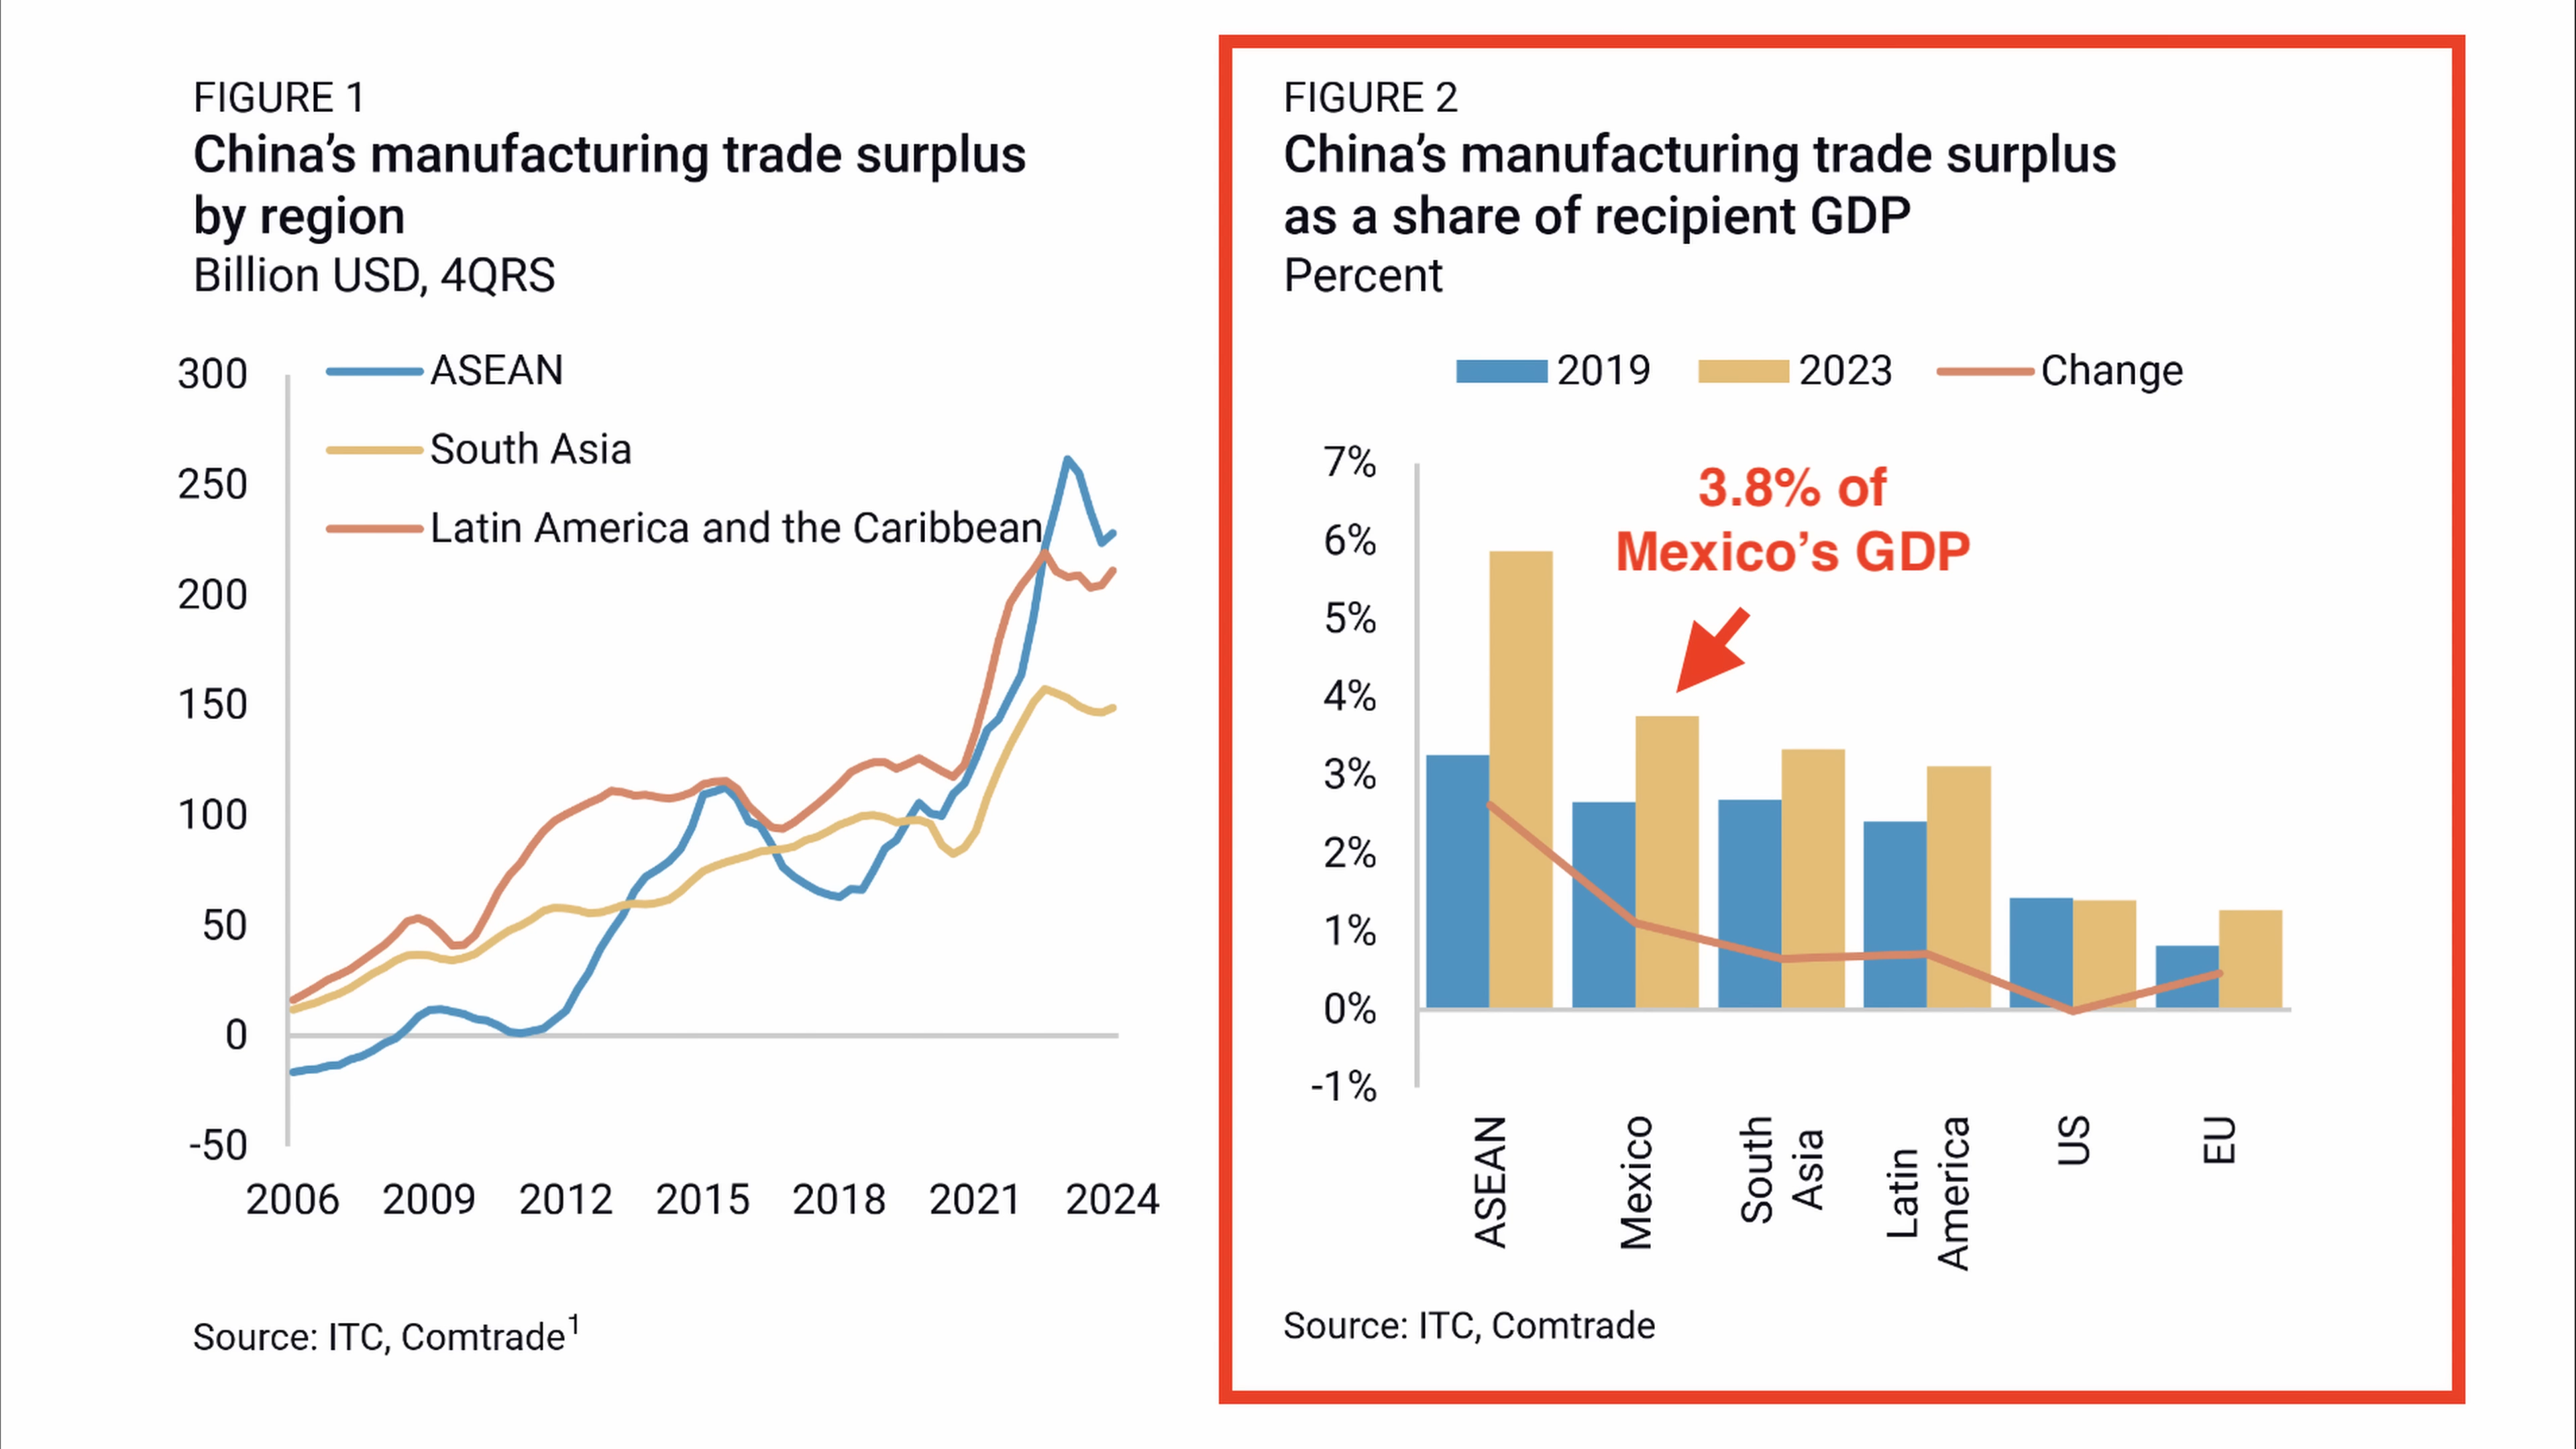 FIGURE 1
China’s manufacturing trade surplus
by region
Billion USD, 4QRS
ASEAN
South Asia
Latin America and the Caribbean
300
250
200
150
100
50
0
-50
2006 2009 2012 2015 2018 2021 2024
Source: ITC, Comtrade¹
FIGURE 2
China’s manufacturing trade surplus
as a share of recipient GDP
Percent
2019 2023 Change
3.8% of
Mexico’s GDP
7%
6%
5%
4%
3%
2%
1%
0%
-1%
ASEAN
Mexico
South
Asia
Latin
America
US
EU
Source: ITC, Comtrade